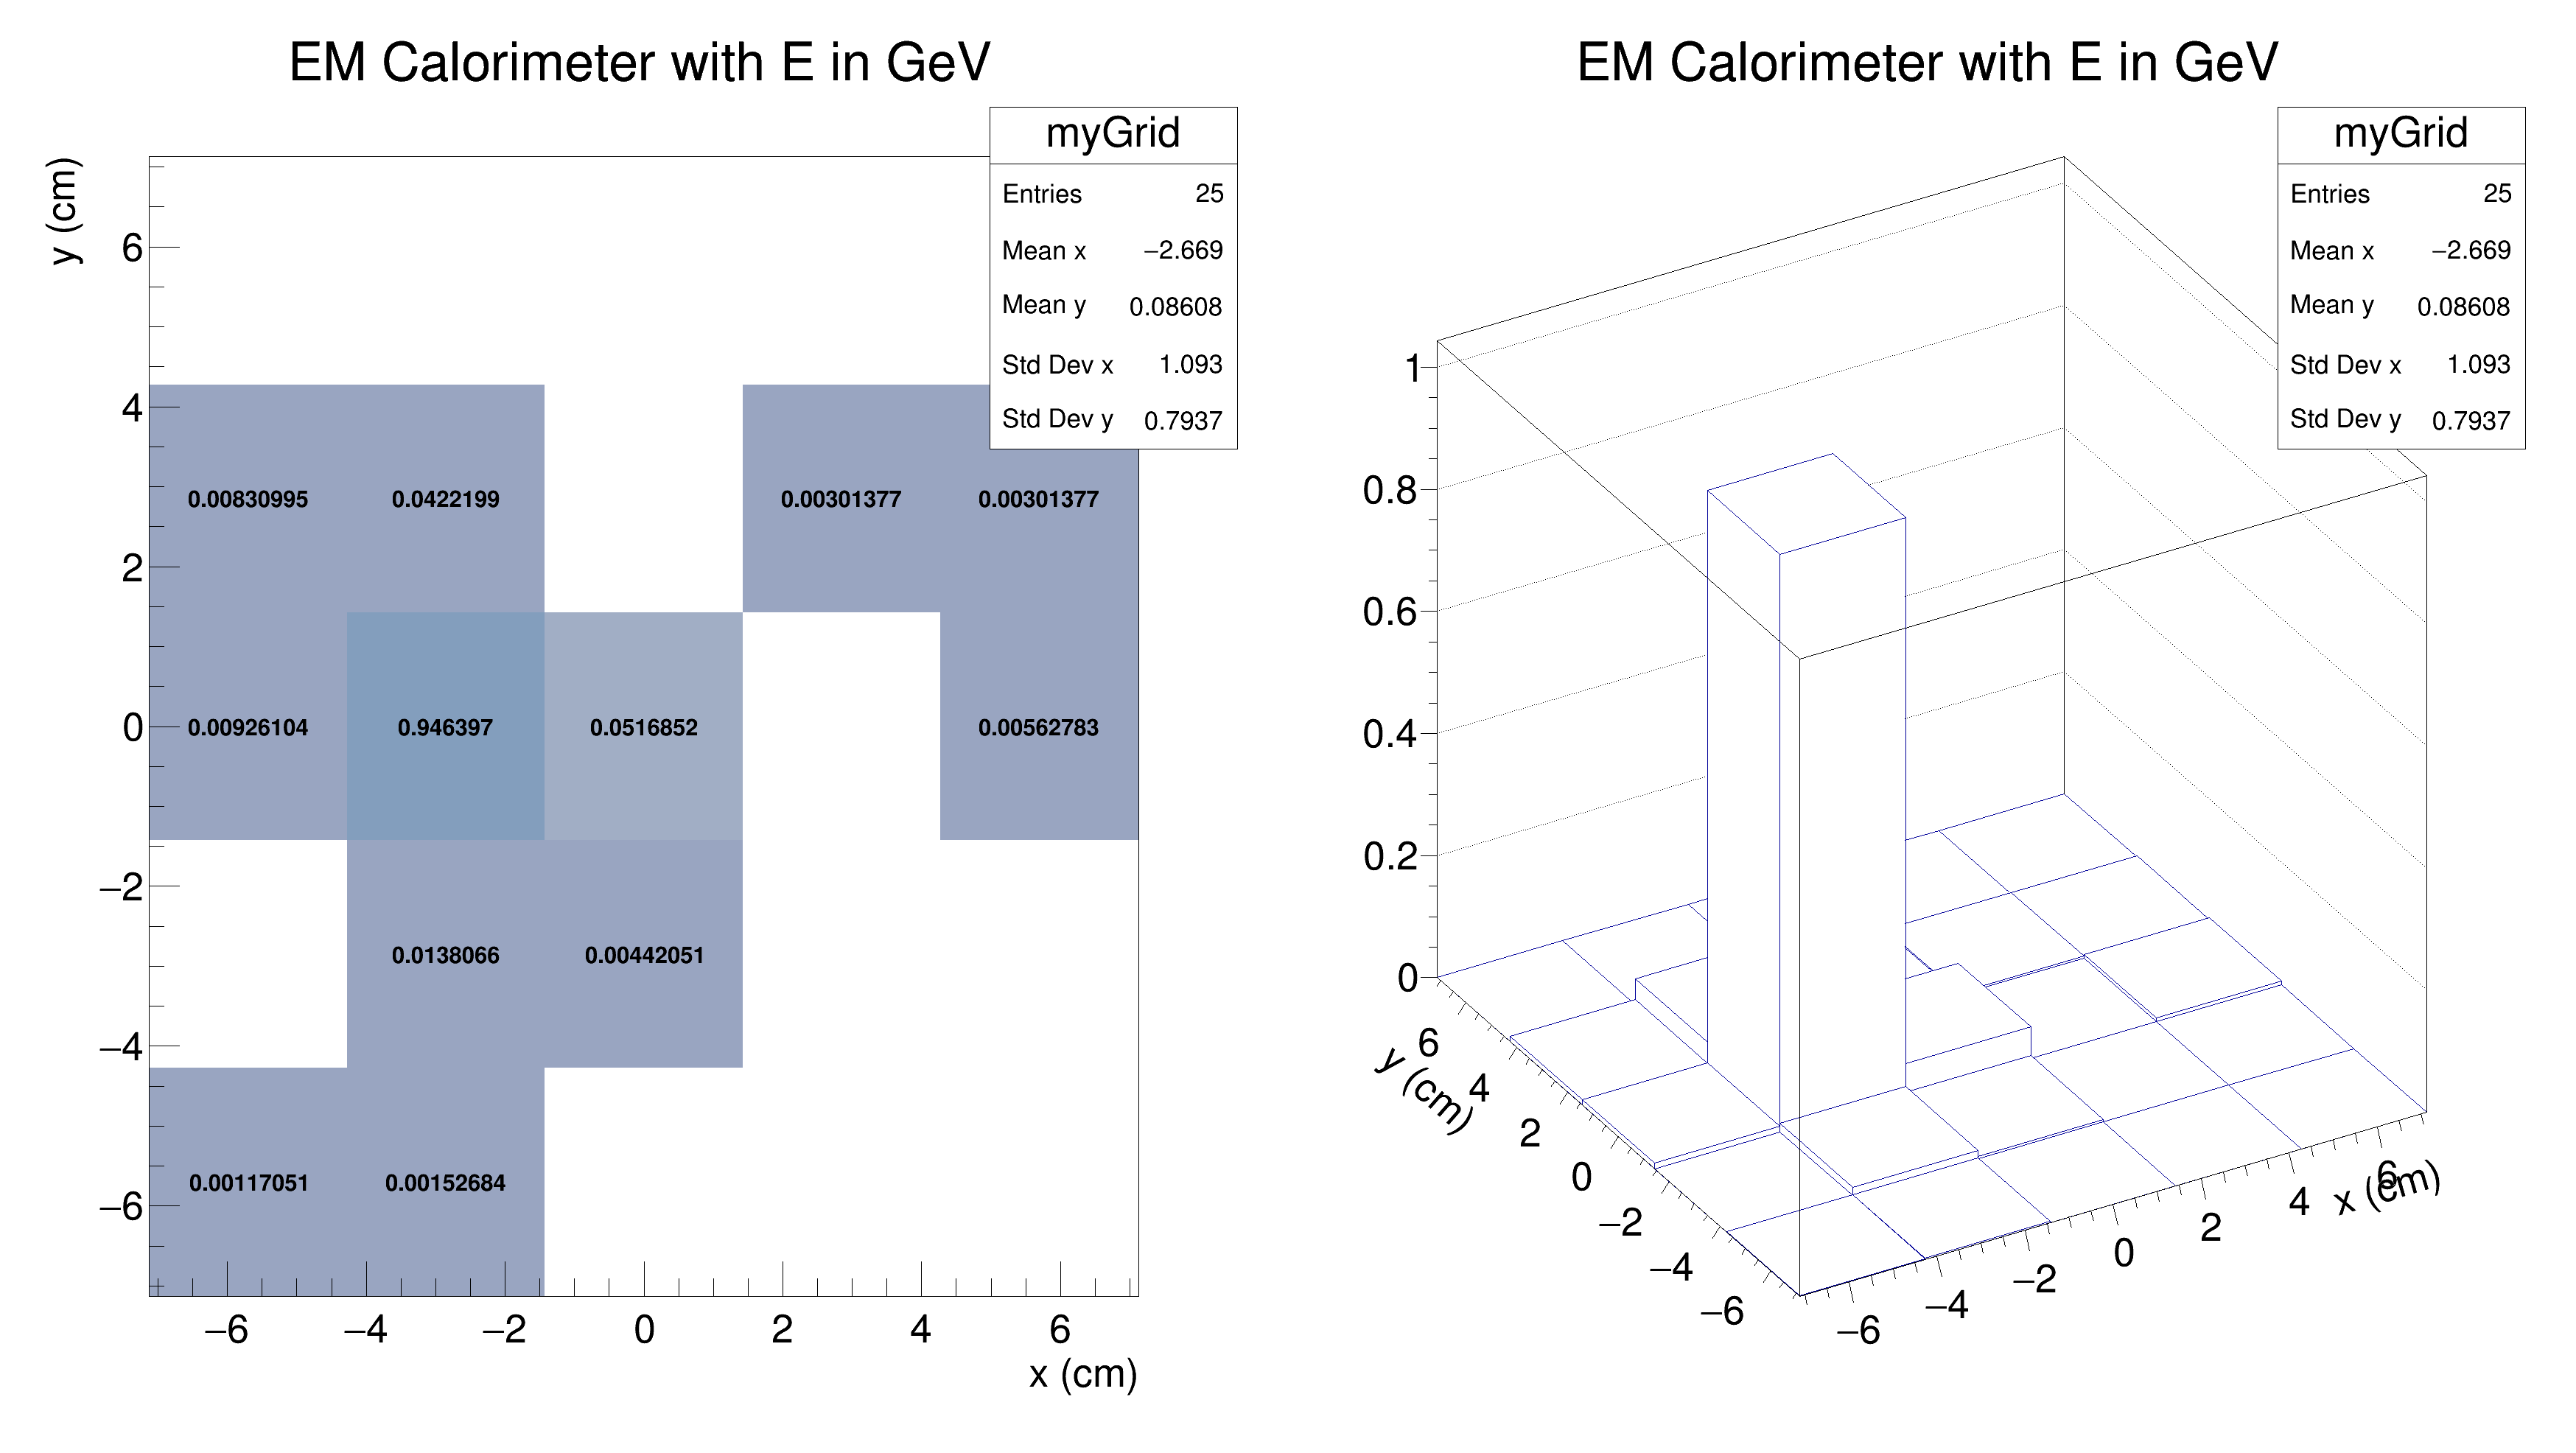 EM Calorimeter with E in GeV
myGrid
Entries 25
Mean x −2.669
Mean y 0.08608
Std Dev x 1.093
Std Dev y 0.7937
y (cm)
6
4
2
0
−2
−4
−6
0.00830995 0.0422199 0.00301377 0.00301377
0.00926104 0.946397 0.0516852 0.00562783
0.0138066 0.00442051
0.00117051 0.00152684
−6 −4 −2 0 2 4 6
x (cm)
EM Calorimeter with E in GeV
myGrid
Entries 25
Mean x −2.669
Mean y 0.08608
Std Dev x 1.093
Std Dev y 0.7937
1
0.8
0.6
0.4
0.2
0
y (cm)
6
4
2
0
−2
−4
−6
−6 −4 −2 0 2 4 6
x (cm)